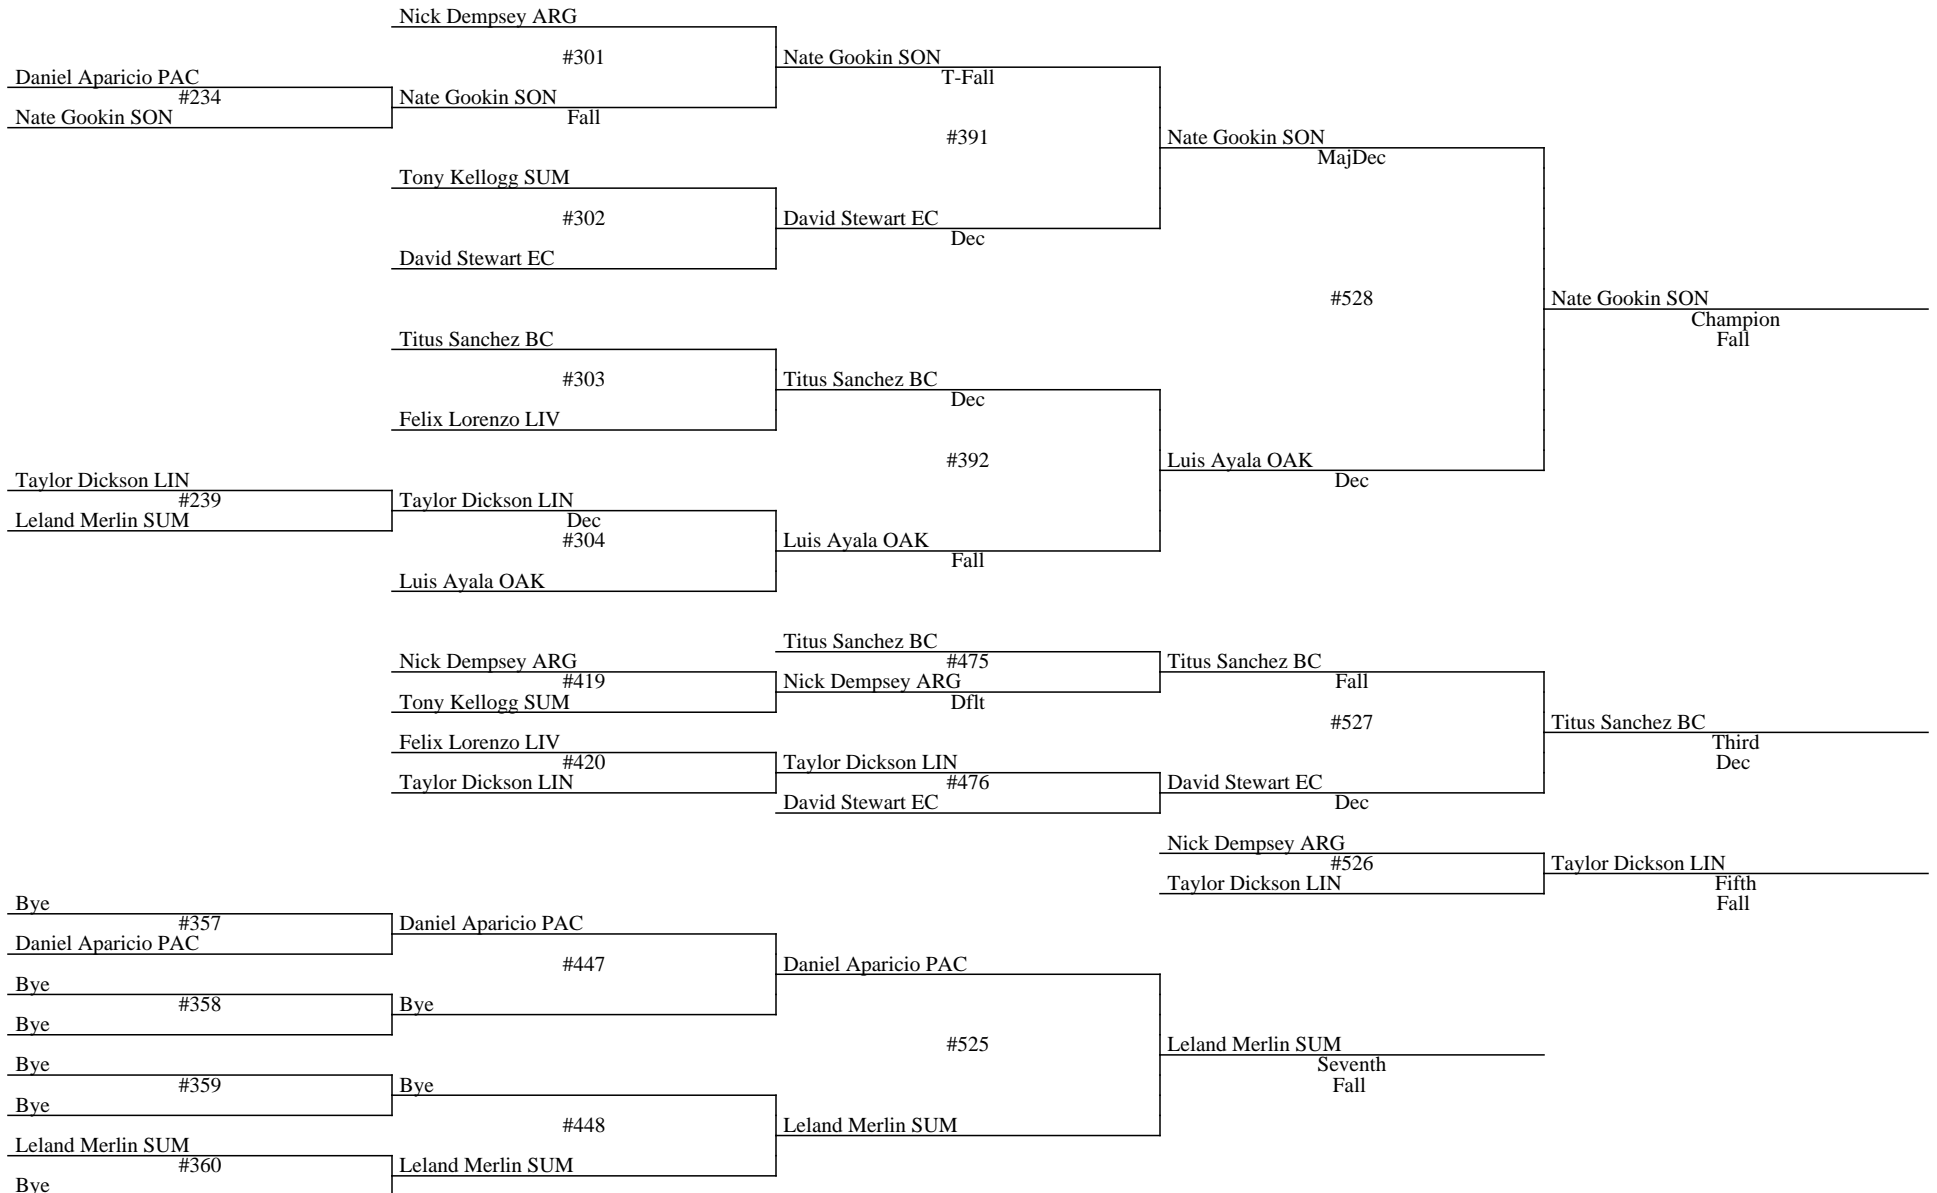 Nick Dempsey ARG
#301
Nate Gookin SON
Daniel Aparicio PAC
T-Fall
#234
Nate Gookin SON
Nate Gookin SON
Fall
#391
Nate Gookin SON
MajDec
Tony Kellogg SUM
#302
David Stewart EC
Dec
David Stewart EC
#528
Nate Gookin SON
Champion
Fall
Titus Sanchez BC
#303
Titus Sanchez BC
Dec
Felix Lorenzo LIV
#392
Luis Ayala OAK
Dec
Taylor Dickson LIN
#239
Taylor Dickson LIN
Leland Merlin SUM
Dec
#304
Luis Ayala OAK
Fall
Luis Ayala OAK
Titus Sanchez BC
Nick Dempsey ARG
#475
Titus Sanchez BC
#419
Nick Dempsey ARG
Fall
Tony Kellogg SUM
Dflt
#527
Titus Sanchez BC
Felix Lorenzo LIV
Third
#420
Taylor Dickson LIN
Dec
Taylor Dickson LIN
#476
David Stewart EC
David Stewart EC
Dec
Nick Dempsey ARG
#526
Taylor Dickson LIN
Taylor Dickson LIN
Fifth
Fall
Bye
#357
Daniel Aparicio PAC
Daniel Aparicio PAC
#447
Daniel Aparicio PAC
Bye
#358
Bye
Bye
#525
Leland Merlin SUM
Seventh
Fall
Bye
#359
Bye
Bye
#448
Leland Merlin SUM
Leland Merlin SUM
#360
Leland Merlin SUM
Bye